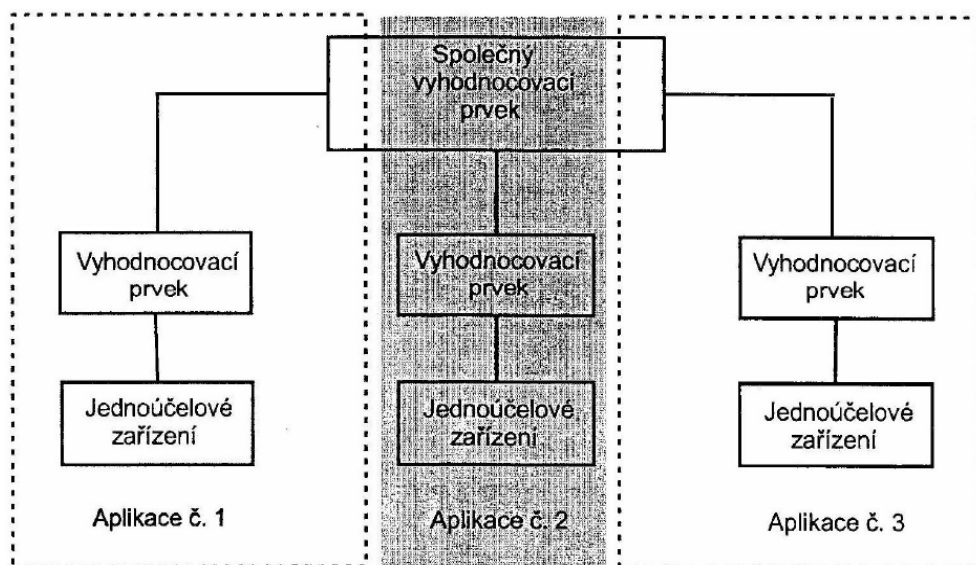 Společný
vyhodnocovací
prvek
Vyhodnocovací
prvek
Vyhodnocovací
prvek
Vyhodnocovací
prvek
Jednoúčelové
zařízení
Jednoúčelové
zařízení
Jednoúčelové
zařízení
Aplikace č. 1
Aplikace č. 2
Aplikace č. 3